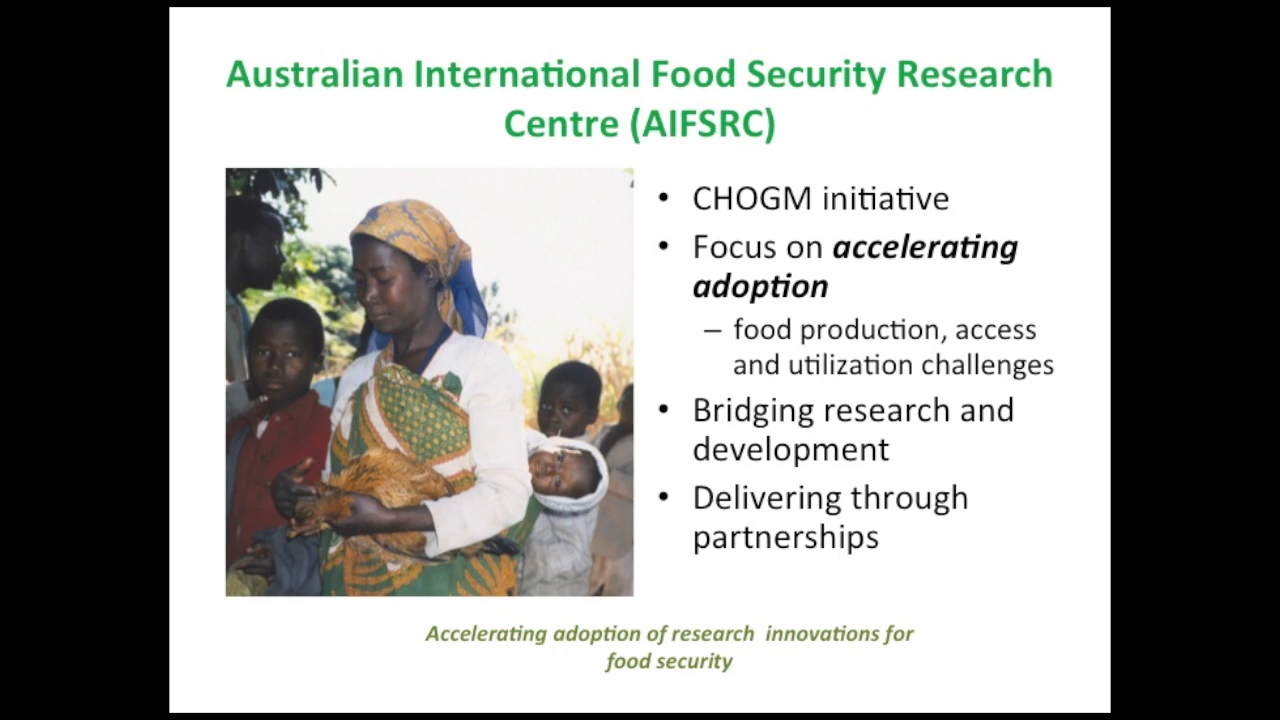 Australian International Food Security Research
Centre (AIFSRC)
• CHOGM initiative
• Focus on accelerating
adoption
– food production, access
and utilization challenges
• Bridging research and
development
• Delivering through
partnerships
Accelerating adoption of research innovations for
food security